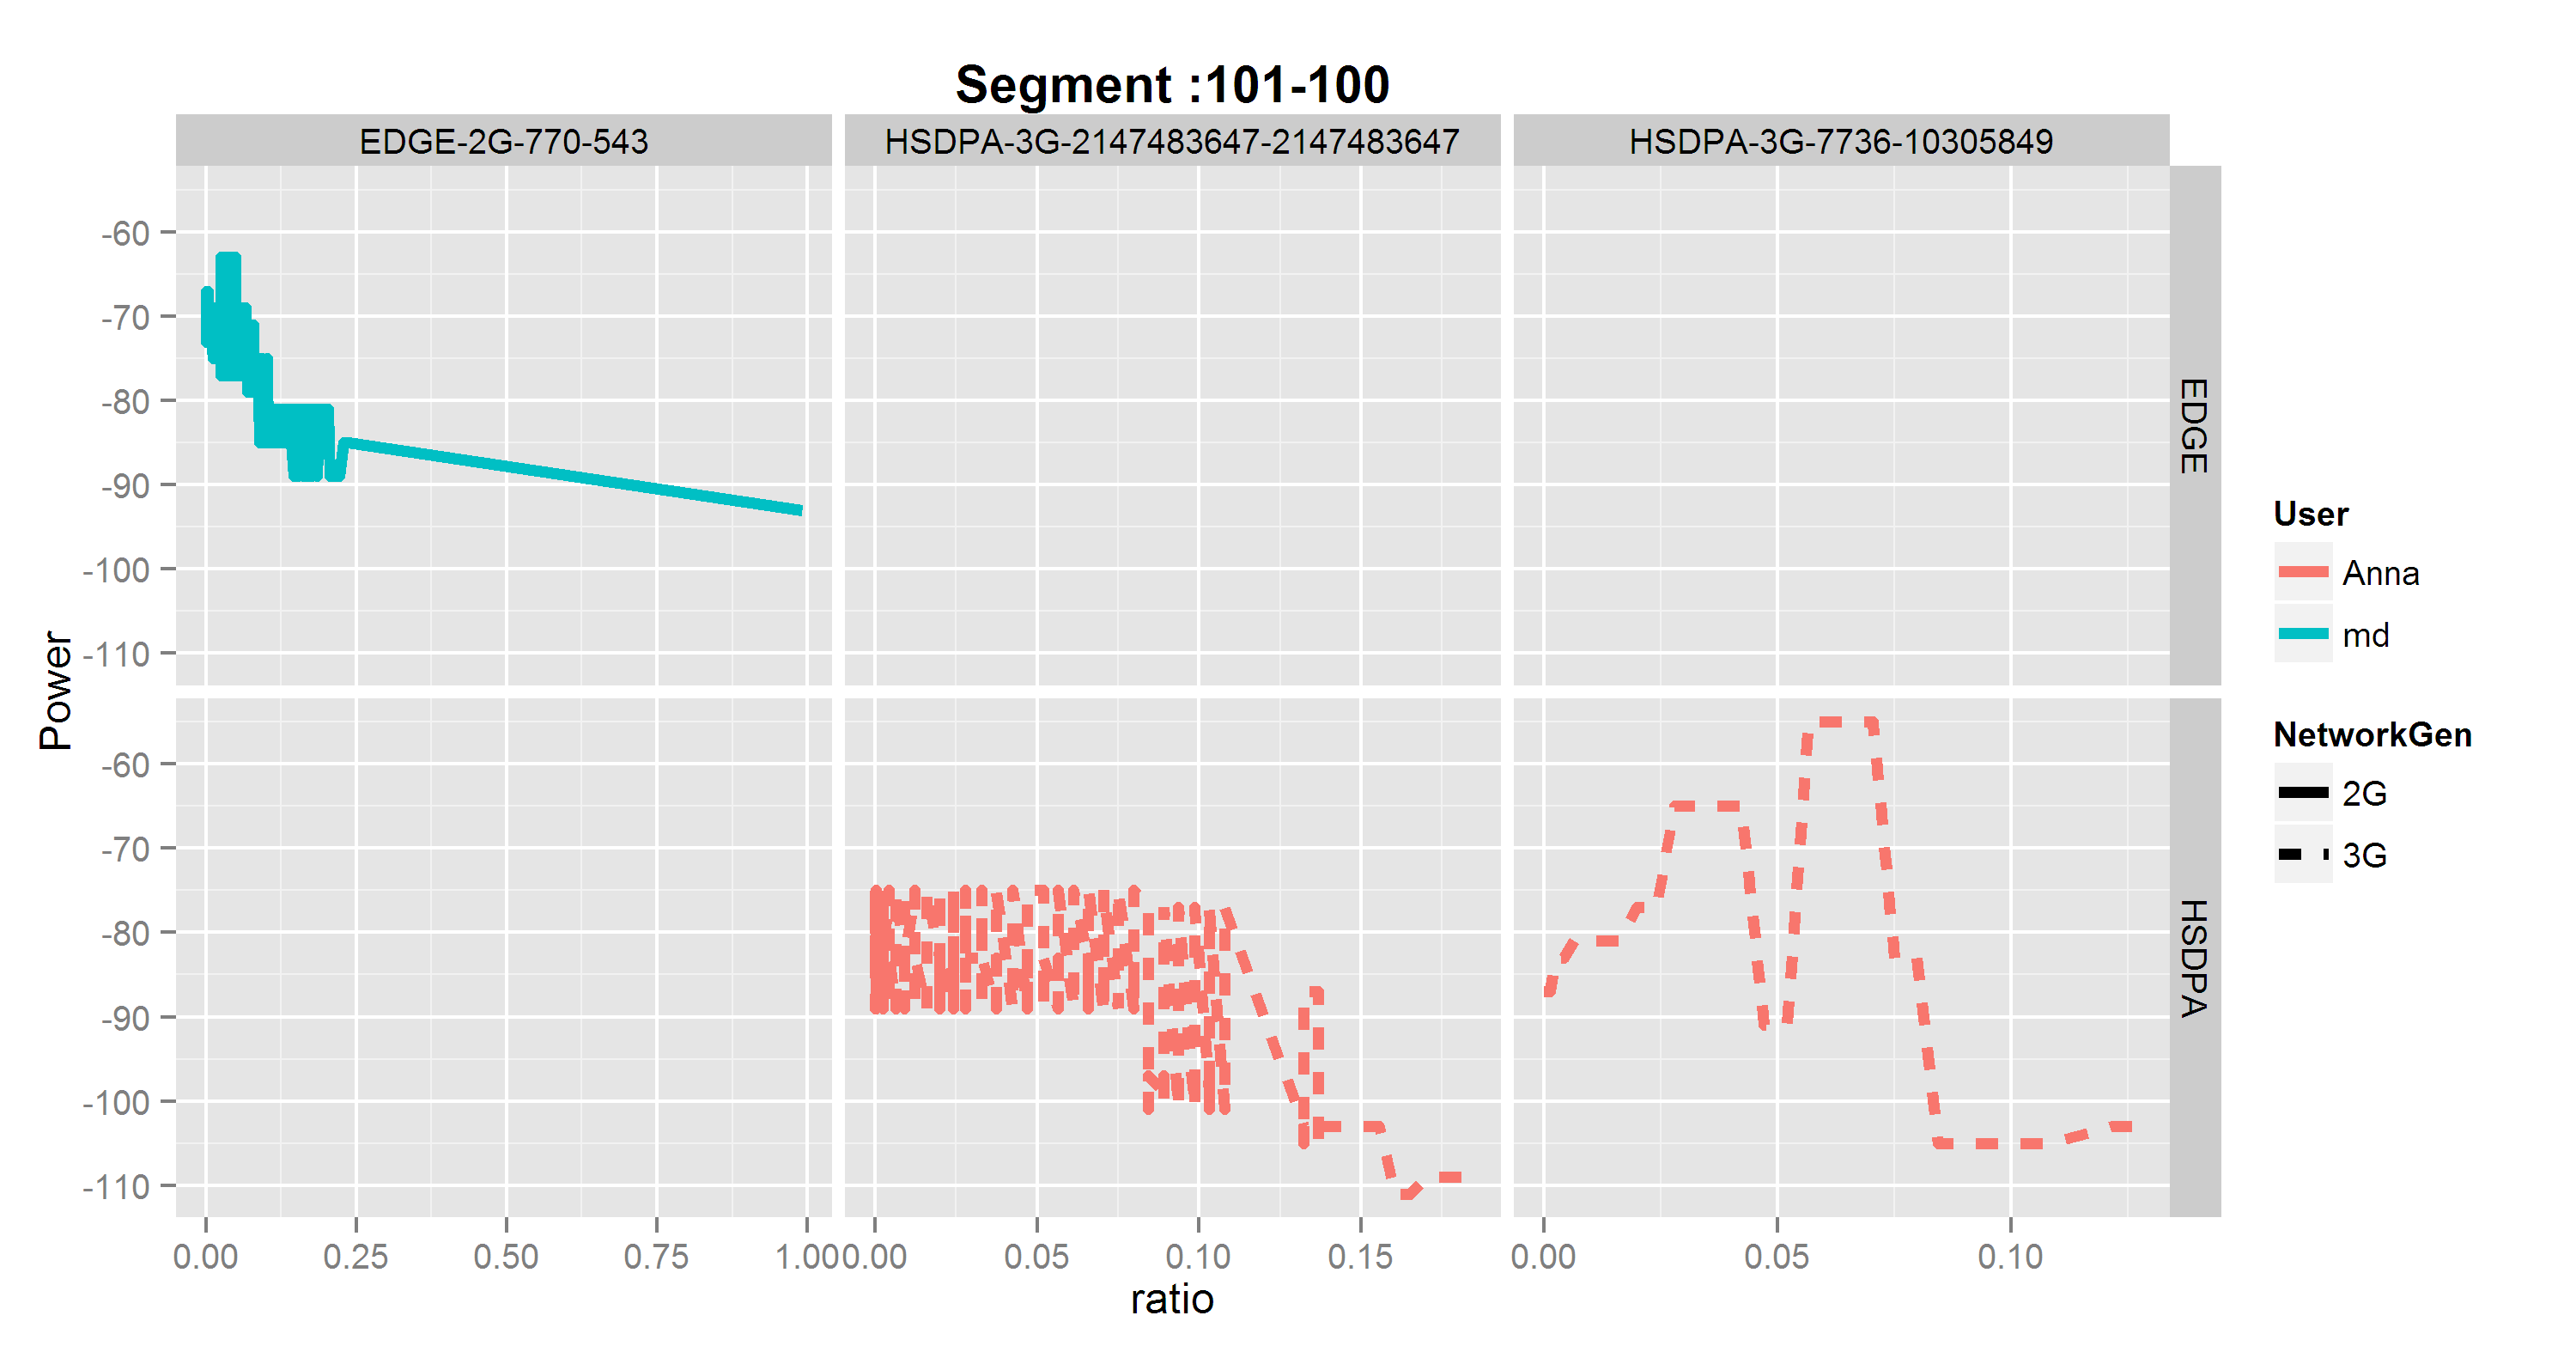 Segment :101-100
EDGE-2G-770-543
HSDPA-3G-2147483647-2147483647
HSDPA-3G-7736-10305849
-60
-70
-80
-90
-100
-110
EDGE
-60
-70
-80
-90
-100
-110
HSDPA
Power
0.00 0.25 0.50 0.75 1.00
0.00 0.05 0.10 0.15
0.00 0.05 0.10
ratio
User
Anna
md
NetworkGen
2G
3G